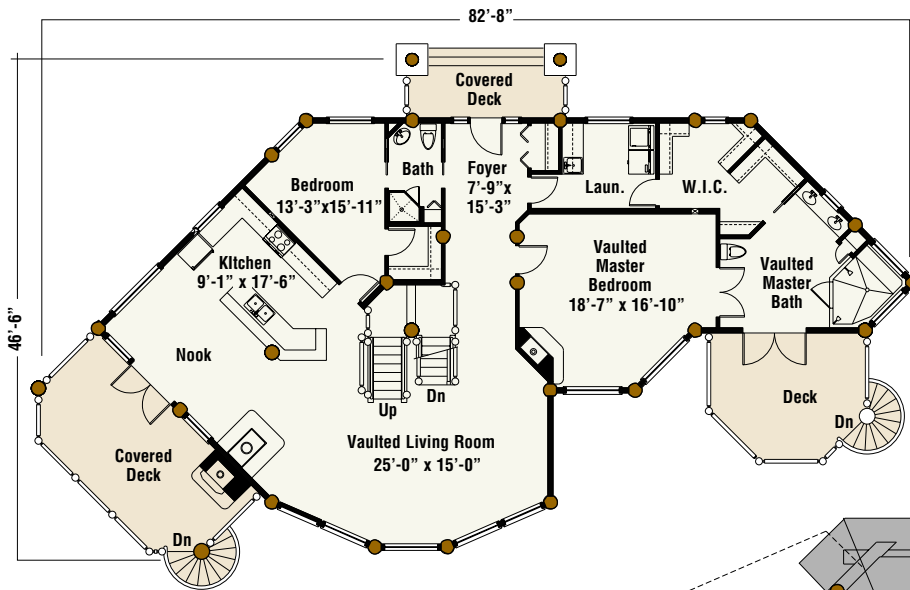 82’-8”
46’-6”
Covered
Deck
Bath
Foyer
7’-9”x
15’-3”
Bedroom
13’-3”x15’-11”
Laun.
W.I.C.
KItchen
9’-1” x 17’-6”
Vaulted
Master
Bedroom
18’-7” x 16’-10”
Vaulted
Master
Bath
Nook
Up
Dn
Deck
Dn
Vaulted Living Room
25’-0” x 15’-0”
Covered
Deck
Dn